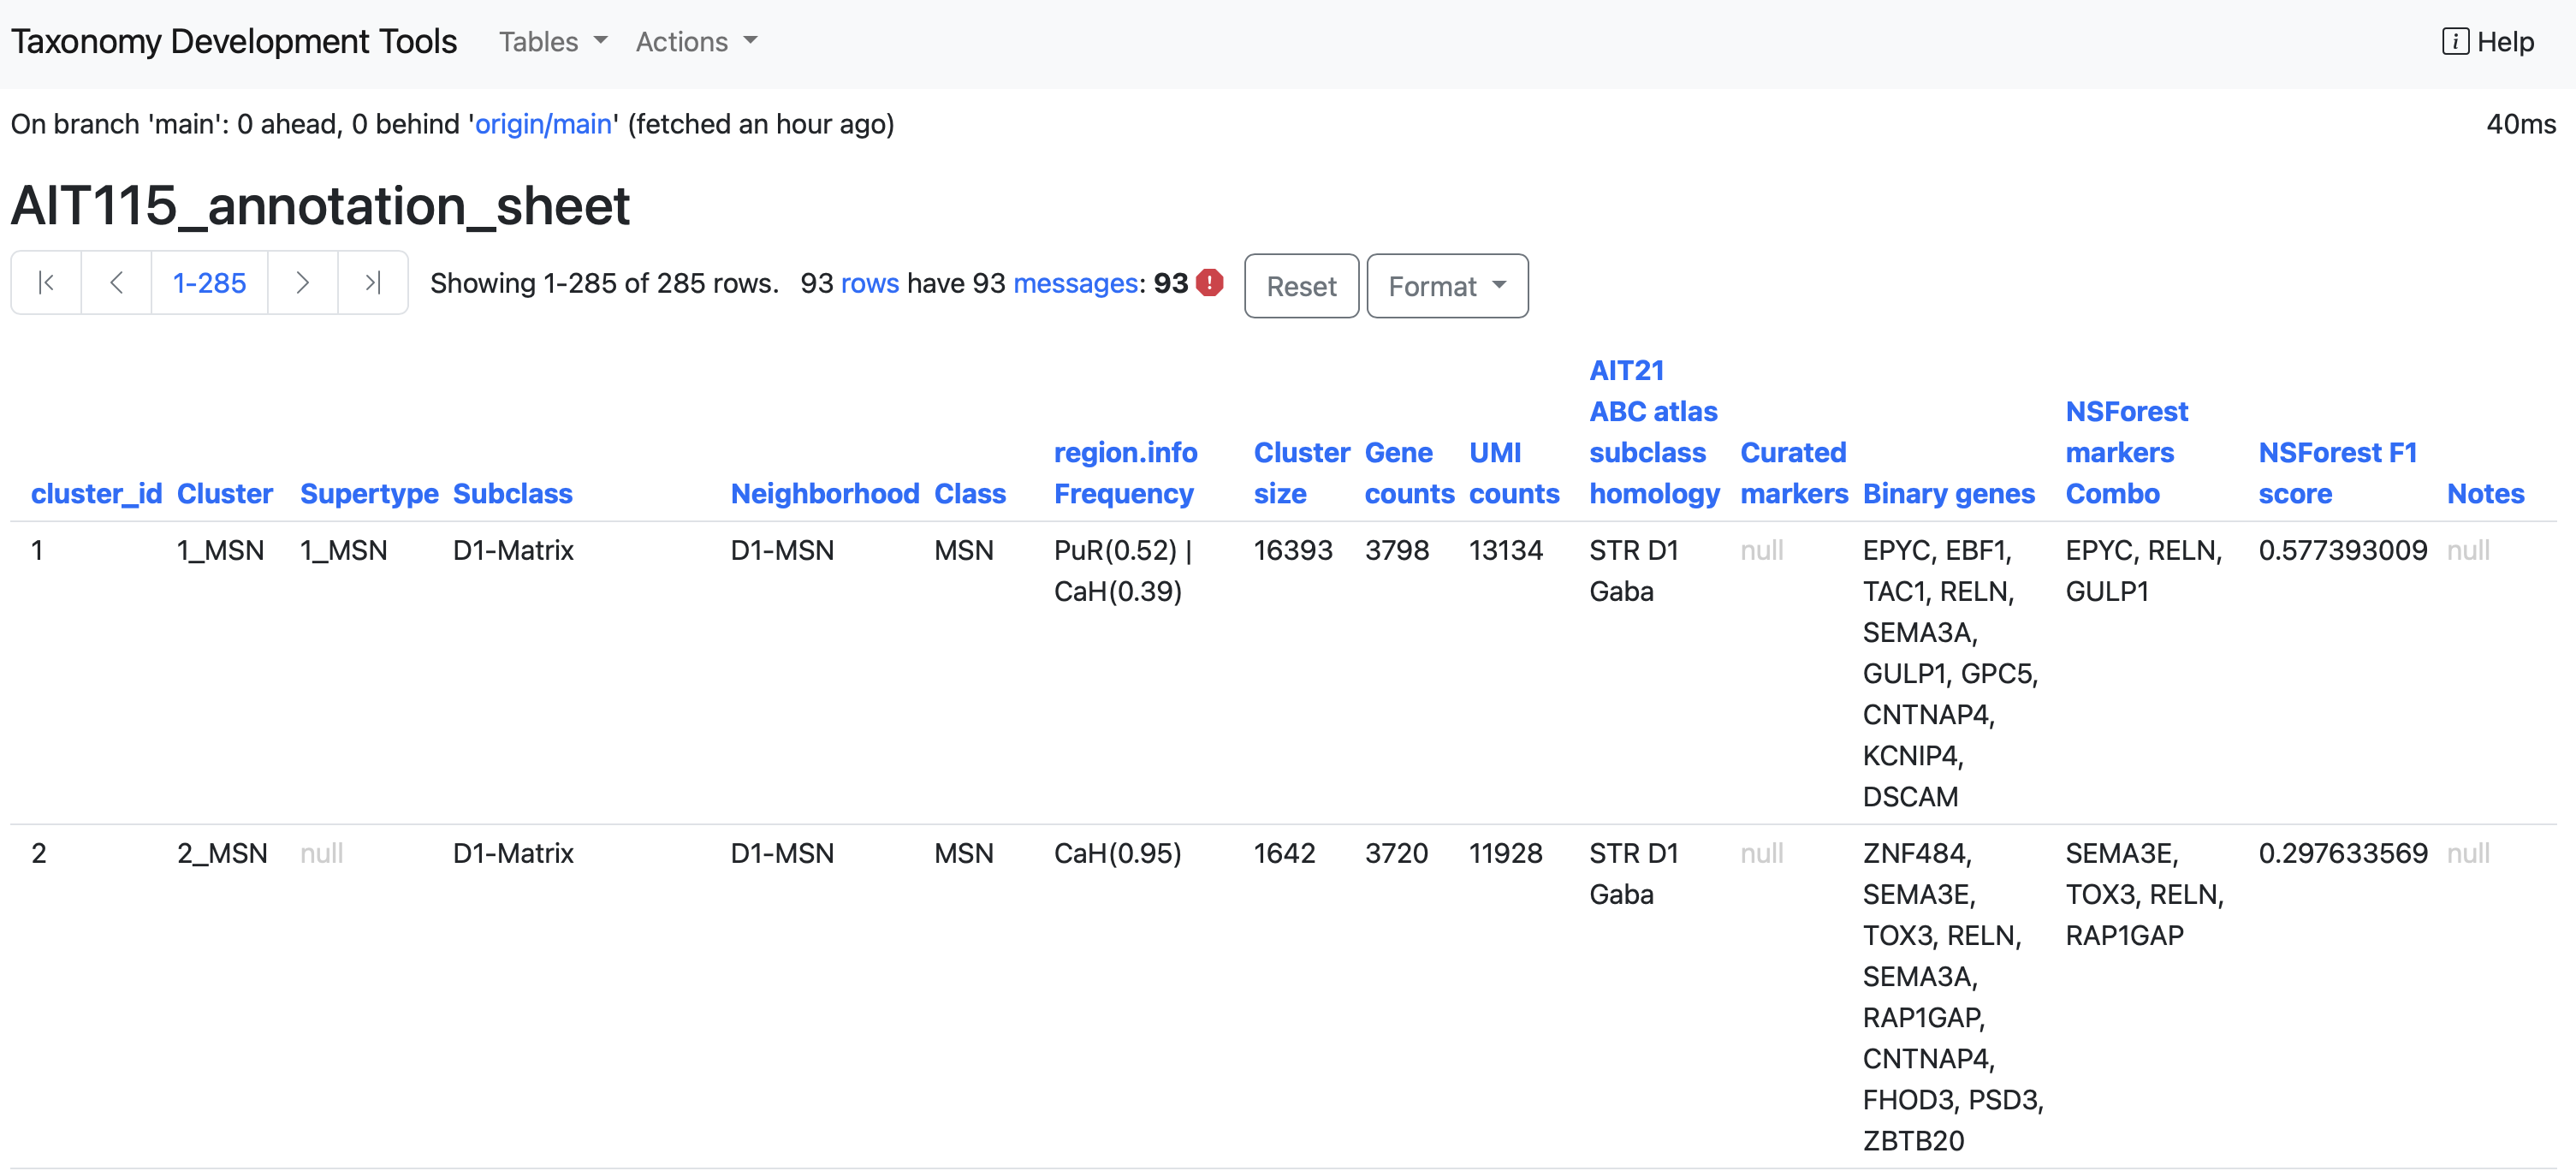 Taxonomy Development Tools Tables Actions Help
On branch 'main': 0 ahead, 0 behind 'origin/main' (fetched an hour ago) 40ms
AIT115_annotation_sheet
1-285 Showing 1-285 of 285 rows. 93 rows have 93 messages: 93 Reset Format
cluster_id
Cluster
Supertype
Subclass
Neighborhood
Class
region.info
Frequency
Cluster
size
Gene
counts
UMI
counts
AIT21
ABC atlas
subclass
homology
Curated
markers
Binary genes
NSForest
markers
Combo
NSForest F1
score
Notes
1
1_MSN
1_MSN
D1-Matrix
D1-MSN
MSN
PuR(0.52) |
CaH(0.39)
16393
3798
13134
STR D1
Gaba
null
EPYC, EBF1,
TAC1, RELN,
SEMA3A,
GULP1, GPC5,
CNTNAP4,
KCNIP4,
DSCAM
EPYC, RELN,
GULP1
0.577393009
null
2
2_MSN
null
D1-Matrix
D1-MSN
MSN
CaH(0.95)
1642
3720
11928
STR D1
Gaba
null
ZNF484,
SEMA3E,
TOX3, RELN,
SEMA3A,
RAP1GAP,
CNTNAP4,
FHOD3, PSD3,
ZBTB20
SEMA3E,
TOX3, RELN,
RAP1GAP
0.297633569
null